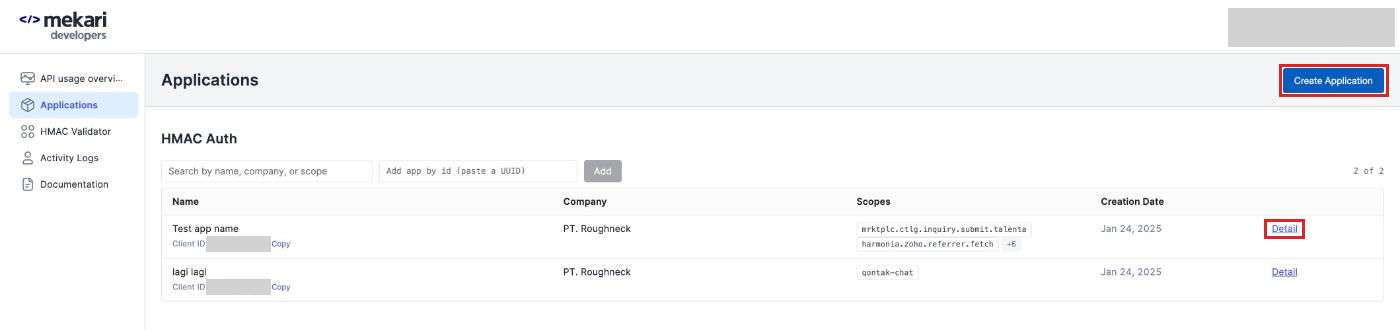 </> mekari
developers
API usage overvi...
Applications
HMAC Validator
Activity Logs
Documentation
Applications
Create Application
HMAC Auth
Search by name, company, or scope
Add app by id (paste a UUID)
Add
2 of 2
Name Company Scopes Creation Date
Test app name PT. Roughneck mrktplc.ctlg.inquiry.submit.talenta Jan 24, 2025 Detail
Client ID Copy harmonia.zoho.referrer.fetch +6
lagi lagi PT. Roughneck qontak-chat Jan 24, 2025 Detail
Client ID Copy